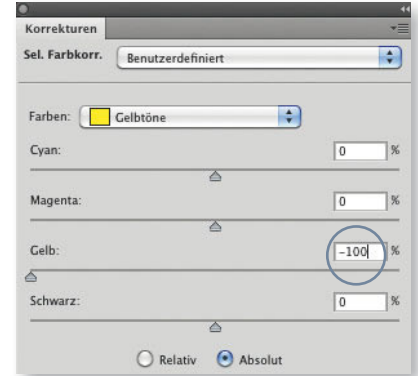 Korrekturen
Sel. Farbkorr. Benutzerdefiniert
Farben: Gelbtöne
Cyan: 0 %
Magenta: 0 %
Gelb: -100 %
Schwarz: 0 %
Relativ Absolut